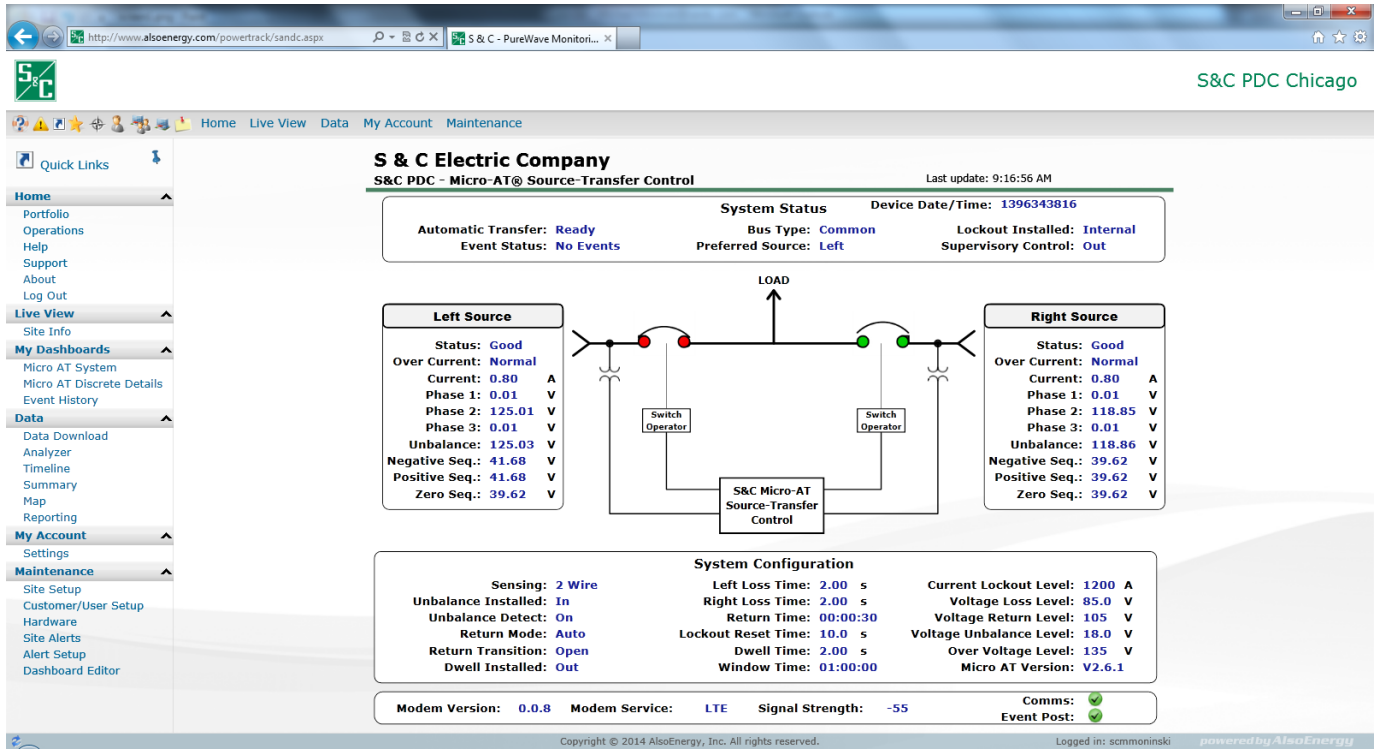 http://www.alsoenergy.com/powertrack/sandc.aspx
S & C - PureWave Monitori...
S&C
S&C PDC Chicago
Home Live View Data My Account Maintenance
Quick Links
Home
Portfolio
Operations
Help
Support
About
Log Out
Live View
Site Info
My Dashboards
Micro AT System
Micro AT Discrete Details
Event History
Data
Data Download
Analyzer
Timeline
Summary
Map
Reporting
My Account
Settings
Maintenance
Site Setup
Customer/User Setup
Hardware
Site Alerts
Alert Setup
Dashboard Editor
S & C Electric Company
S&C PDC - Micro-AT® Source-Transfer Control
Last update: 9:16:56 AM
System Status
Device Date/Time: 1396343816
Automatic Transfer: Ready
Bus Type: Common
Lockout Installed: Internal
Event Status: No Events
Preferred Source: Left
Supervisory Control: Out
LOAD
Left Source
Status: Good
Over Current: Normal
Current: 0.80 A
Phase 1: 0.01 V
Phase 2: 125.01 V
Phase 3: 0.01 V
Unbalance: 125.03 V
Negative Seq.: 41.68 V
Positive Seq.: 41.68 V
Zero Seq.: 39.62 V
Switch
Operator
Switch
Operator
S&C Micro-AT
Source-Transfer
Control
Right Source
Status: Good
Over Current: Normal
Current: 0.80 A
Phase 1: 0.01 V
Phase 2: 118.85 V
Phase 3: 0.01 V
Unbalance: 118.86 V
Negative Seq.: 39.62 V
Positive Seq.: 39.62 V
Zero Seq.: 39.62 V
System Configuration
Sensing: 2 Wire
Left Loss Time: 2.00 s
Current Lockout Level: 1200 A
Unbalance Installed: In
Right Loss Time: 2.00 s
Voltage Loss Level: 85.0 V
Unbalance Detect: On
Return Time: 00:00:30
Voltage Return Level: 105 V
Return Mode: Auto
Lockout Reset Time: 10.0 s
Voltage Unbalance Level: 18.0 V
Return Transition: Open
Dwell Time: 2.00 s
Over Voltage Level: 135 V
Dwell Installed: Out
Window Time: 01:00:00
Micro AT Version: V2.6.1
Modem Version: 0.0.8 Modem Service: LTE Signal Strength: -55
Comms:
Event Post:
Copyright © 2014 AlsoEnergy, Inc. All rights reserved.
Logged in: scmmoninski
powered by AlsoEnergy